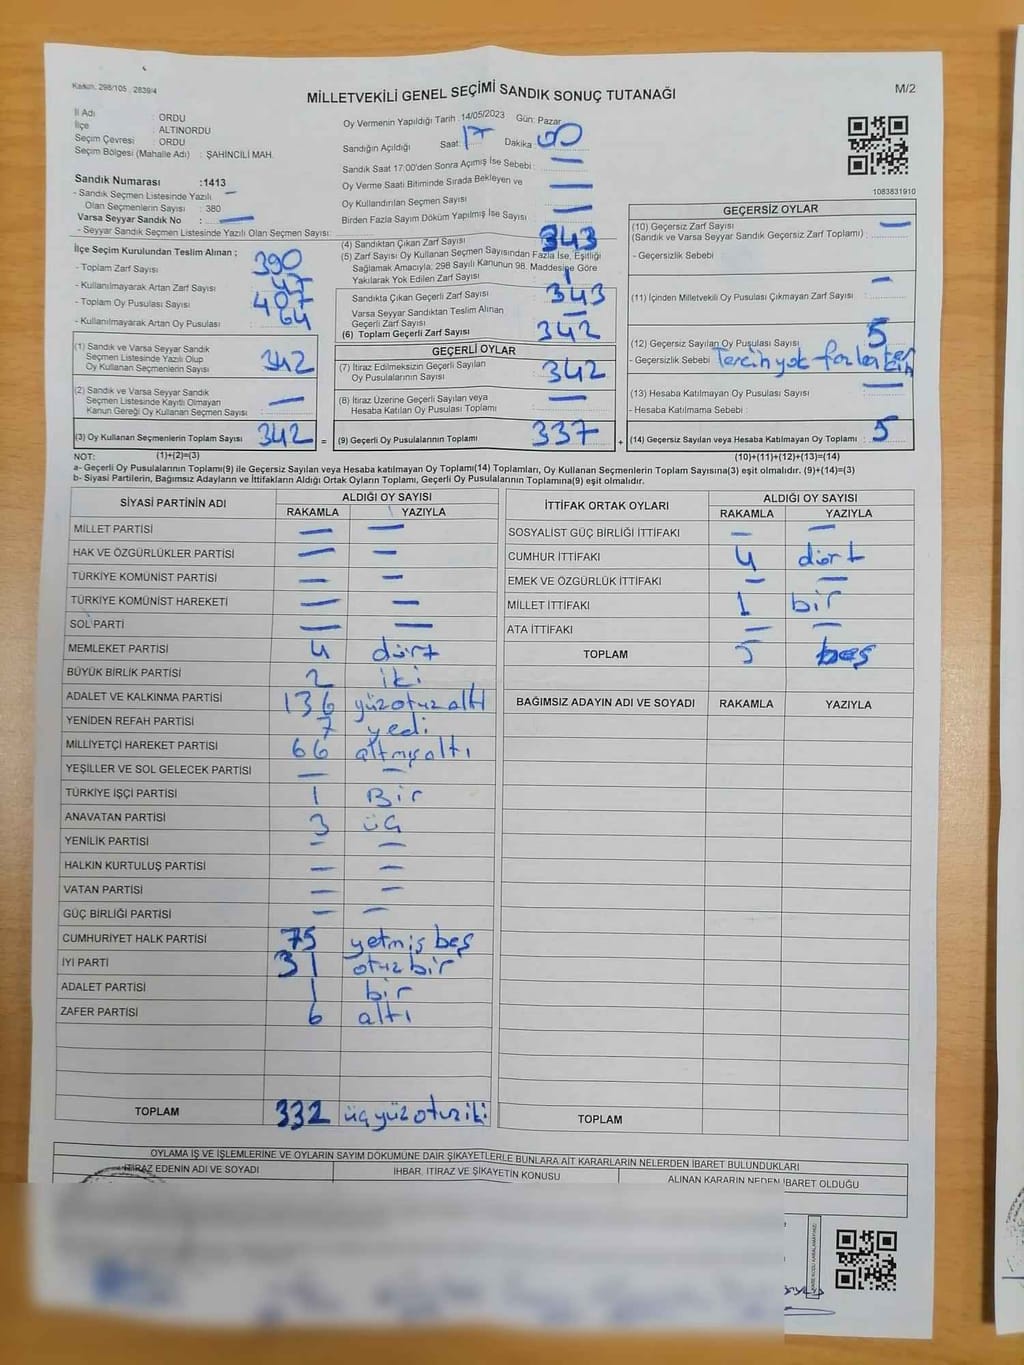 Kanun: 298/105 , 2839/4
MİLLETVEKİLİ GENEL SEÇİMİ SANDIK SONUÇ TUTANAĞI
M/2
İl Adı : ORDU
İlçe : ALTINORDU
Seçim Çevresi : ORDU
Seçim Bölgesi (Mahalle Adı) : ŞAHİNCİLİ MAH.
Sandık Numarası :1413
- Sandık Seçmen Listesinde Yazılı —
Olan Seçmenlerin Sayısı : 380
Varsa Seyyar Sandık No : —
- Seyyar Sandık Seçmen Listesinde Yazılı Olan Seçmen Sayısı:
Oy Vermenin Yapıldığı Tarih : 14/05/2023 Gün: Pazar
Sandığın Açıldığı Saat: 17 Dakika: 00
Sandık Saat 17:00'den Sonra Açımış İse Sebebi : —
Oy Verme Saati Bitiminde Sırada Bekleyen ve —
Oy Kullandırılan Seçmen Sayısı
Birden Fazla Sayım Döküm Yapılmış İse Sayısı —
1083831910
İlçe Seçim Kurulundan Teslim Alınan ;
- Toplam Zarf Sayısı 390
- Kullanılmayarak Artan Zarf Sayısı 47
- Toplam Oy Pusulası Sayısı 407
- Kullanılmayarak Artan Oy Pusulası 64
(1) Sandık ve Varsa Seyyar Sandık
Seçmen Listesinde Yazılı Olup
Oy Kullanan Seçmenlerin Sayısı 342
(2) Sandık ve Varsa Seyyar Sandık
Seçmen Listesinde Kayıtlı Olmayan
Kanun Gereği Oy Kullanan Seçmen Sayısı : —
(3) Oy Kullanan Seçmenlerin Toplam Sayısı 342 =
(4) Sandıktan Çıkan Zarf Sayısı 343
(5) Zarf Sayısı Oy Kullanan Seçmen Sayısından Fazla İse, Eşitliği
Sağlamak Amacıyla; 298 Sayılı Kanunun 98. Maddesine Göre
Yakılarak Yok Edilen Zarf Sayısı 1
Sandıkta Çıkan Geçerli Zarf Sayısı 343
Varsa Seyyar Sandıktan Teslim Alınan —
Geçerli Zarf Sayısı
(6) Toplam Geçerli Zarf Sayısı 342
GEÇERLİ OYLAR
(7) İtiraz Edilmeksizin Geçerli Sayılan
Oy Pusulalarının Sayısı 342
(8) İtiraz Üzerine Geçerli Sayılan veya —
Hesaba Katılan Oy Pusulası Toplamı
(9) Geçerli Oy Pusulalarının Toplamı 337 +
GEÇERSİZ OYLAR
(10) Geçersiz Zarf Sayısı —
(Sandık ve Varsa Seyyar Sandık Geçersiz Zarf Toplamı) :
- Geçersizlik Sebebi
(11) İçinden Milletvekili Oy Pusulası Çıkmayan Zarf Sayısı —
(12) Geçersiz Sayılan Oy Pusulası Sayısı 5
- Geçersizlik Sebebi Tercih yok
(13) Hesaba Katılmayan Oy Pusulası Sayısı —
- Hesaba Katılmama Sebebi :
(14) Geçersiz Sayılan veya Hesaba Katılmayan Oy Toplamı 5
NOT: (1)+(2)=(3) (10)+(11)+(12)+(13)=(14)
a- Geçerli Oy Pusulalarının Toplamı(9) ile Geçersiz Sayılan veya Hesaba katılmayan Oy Toplamı(14) Toplamları, Oy Kullanan Seçmenlerin Toplam Sayısına(3) eşit olmalıdır. (9)+(14)=(3)
b- Siyasi Partilerin, Bağımsız Adayların ve İttifakların Aldığı Ortak Oyların Toplamı, Geçerli Oy Pusulalarının Toplamına(9) eşit olmalıdır.
SİYASİ PARTİNİN ADI ALDIĞI OY SAYISI
RAKAMLA YAZIYLA
MİLLET PARTİSİ — —
HAK VE ÖZGÜRLÜKLER PARTİSİ — —
TÜRKİYE KOMÜNİST PARTİSİ — —
TÜRKİYE KOMÜNİST HAREKETİ — —
SOL PARTİ — —
MEMLEKET PARTİSİ 4 dört
BÜYÜK BİRLİK PARTİSİ 2 iki
ADALET VE KALKINMA PARTİSİ 136 yüzotuzaltı
YENİDEN REFAH PARTİSİ 7 yedi
MİLLİYETÇİ HAREKET PARTİSİ 66 altmışaltı
YEŞİLLER VE SOL GELECEK PARTİSİ — —
TÜRKİYE İŞÇİ PARTİSİ 1 Bir
ANAVATAN PARTİSİ 3 üç
YENİLİK PARTİSİ — —
HALKIN KURTULUŞ PARTİSİ — —
VATAN PARTİSİ — —
GÜÇ BİRLİĞİ PARTİSİ — —
CUMHURİYET HALK PARTİSİ 75 yetmiş beş
İYİ PARTİ 31 otuz bir
ADALET PARTİSİ 1 bir
ZAFER PARTİSİ 6 altı
TOPLAM 332 üçyüz otuziki
İTTİFAK ORTAK OYLARI ALDIĞI OY SAYISI
RAKAMLA YAZIYLA
SOSYALİST GÜÇ BİRLİĞİ İTTİFAKI — —
CUMHUR İTTİFAKI 4 dört
EMEK VE ÖZGÜRLÜK İTTİFAKI — —
MİLLET İTTİFAKI 1 bir
ATA İTTİFAKI — —
TOPLAM 5 beş
BAĞIMSIZ ADAYIN ADI VE SOYADI RAKAMLA YAZIYLA
TOPLAM
OYLAMA İŞ VE İŞLEMLERİNE VE OYLARIN SAYIM DÖKÜMÜNE DAİR ŞİKAYETLERLE BUNLARA AİT KARARLARIN NELERDEN İBARET BULUNDUKLARI
İTİRAZ EDENİN ADI VE SOYADI İHBAR, İTİRAZ VE ŞİKAYETİN KONUSU ALINAN KARARIN NEDEN İBARET OLDUĞU